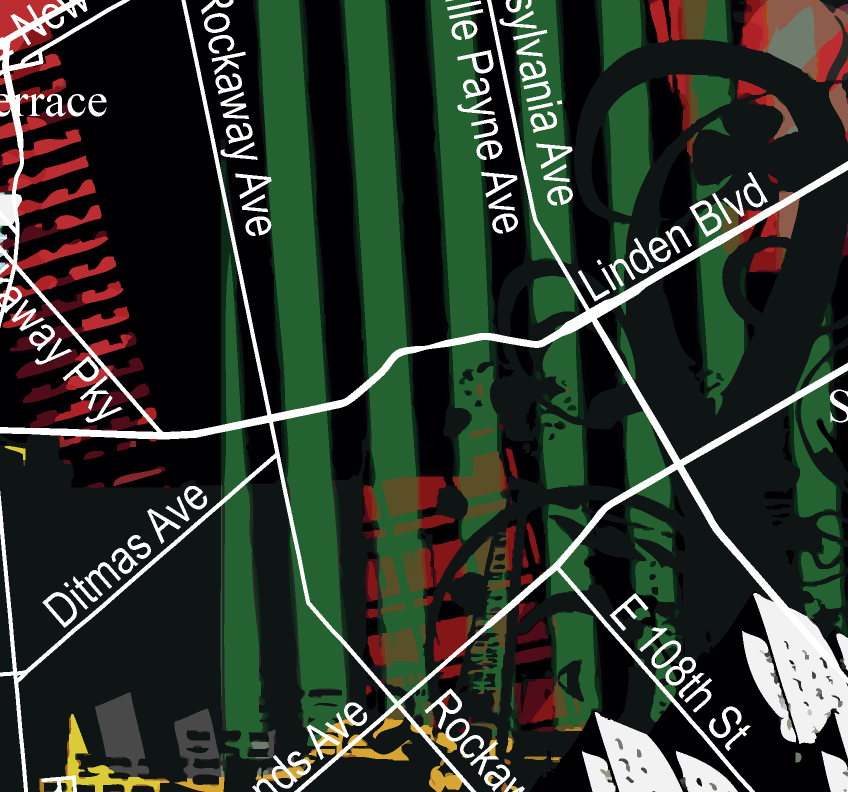 New
errace
Rockaway Ave
lle Payne Ave
sylvania Ave
Linden Blvd
away Pky
Ditmas Ave
E 108th St
nds Ave
Rockaw
S